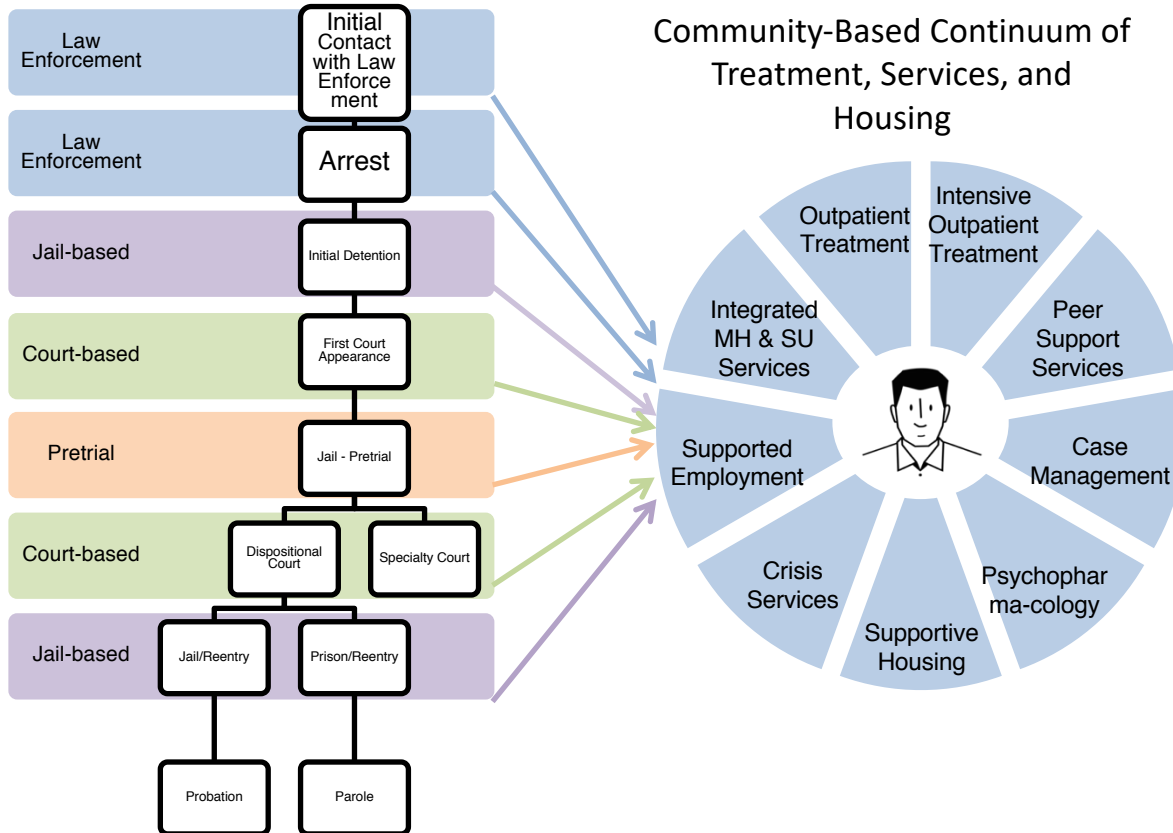 Community-Based Continuum of
Treatment, Services, and
Housing
Law
Enforcement
Initial
Contact
with Law
Enforce
ment
Law
Enforcement
Arrest
Jail-based
Initial Detention
Court-based
First Court
Appearance
Pretrial
Jail - Pretrial
Court-based
Dispositional
Court
Specialty Court
Jail-based
Jail/Reentry
Prison/Reentry
Probation
Parole
Outpatient
Treatment
Intensive
Outpatient
Treatment
Integrated
MH & SU
Services
Peer
Support
Services
Supported
Employment
Case
Management
Crisis
Services
Supportive
Housing
Psychophar
ma-cology